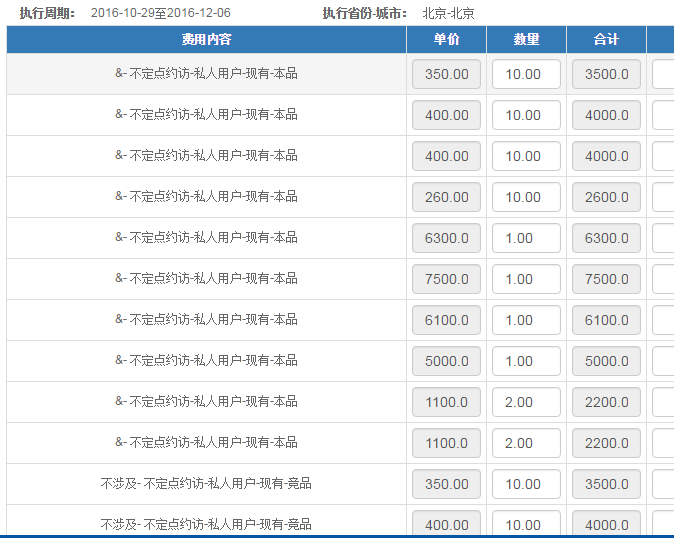 执行周期： 2016-10-29至2016-12-06 执行省份-城市： 北京-北京
费用内容 单价 数量 合计
&- 不定点约访-私人用户-现有-本品 350.00 10.00 3500.0
&- 不定点约访-私人用户-现有-本品 400.00 10.00 4000.0
&- 不定点约访-私人用户-现有-本品 400.00 10.00 4000.0
&- 不定点约访-私人用户-现有-本品 260.00 10.00 2600.0
&- 不定点约访-私人用户-现有-本品 6300.0 1.00 6300.0
&- 不定点约访-私人用户-现有-本品 7500.0 1.00 7500.0
&- 不定点约访-私人用户-现有-本品 6100.0 1.00 6100.0
&- 不定点约访-私人用户-现有-本品 5000.0 1.00 5000.0
&- 不定点约访-私人用户-现有-本品 1100.0 2.00 2200.0
&- 不定点约访-私人用户-现有-本品 1100.0 2.00 2200.0
不涉及- 不定点约访-私人用户-现有-竞品 350.00 10.00 3500.0
不涉及- 不定点约访-私人用户-现有-竞品 400.00 10.00 4000.0